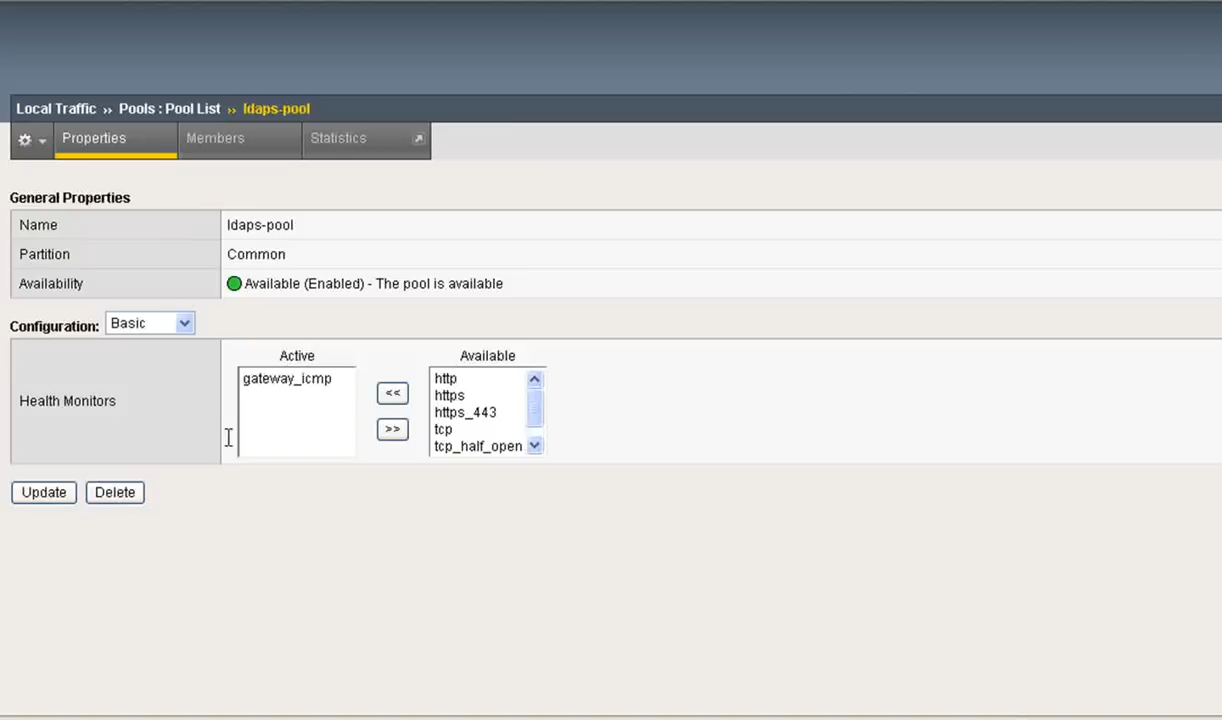 Local Traffic ›› Pools : Pool List ›› ldaps-pool
Properties Members Statistics
General Properties
Name ldaps-pool
Partition Common
Availability Available (Enabled) - The pool is available
Configuration: Basic
Active Available
Health Monitors
gateway_icmp
<<
>>
http
https
https_443
tcp
tcp_half_open
Update Delete